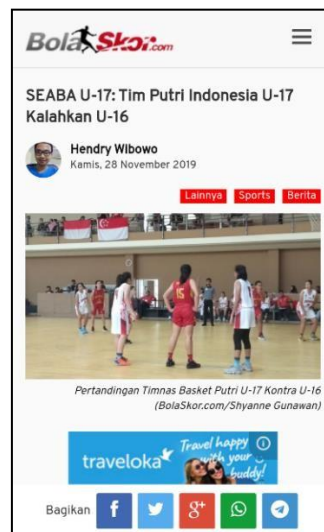 BolaSkor.com
SEABA U-17: Tim Putri Indonesia U-17
Kalahkan U-16
Hendry Wibowo
Kamis, 28 November 2019
Lainnya Sports Berita
15
Pertandingan Timnas Basket Putri U-17 Kontra U-16
(BolaSkor.com/Shyanne Gunawan)
traveloka
Travel happy
with your
buddy!
Bagikan